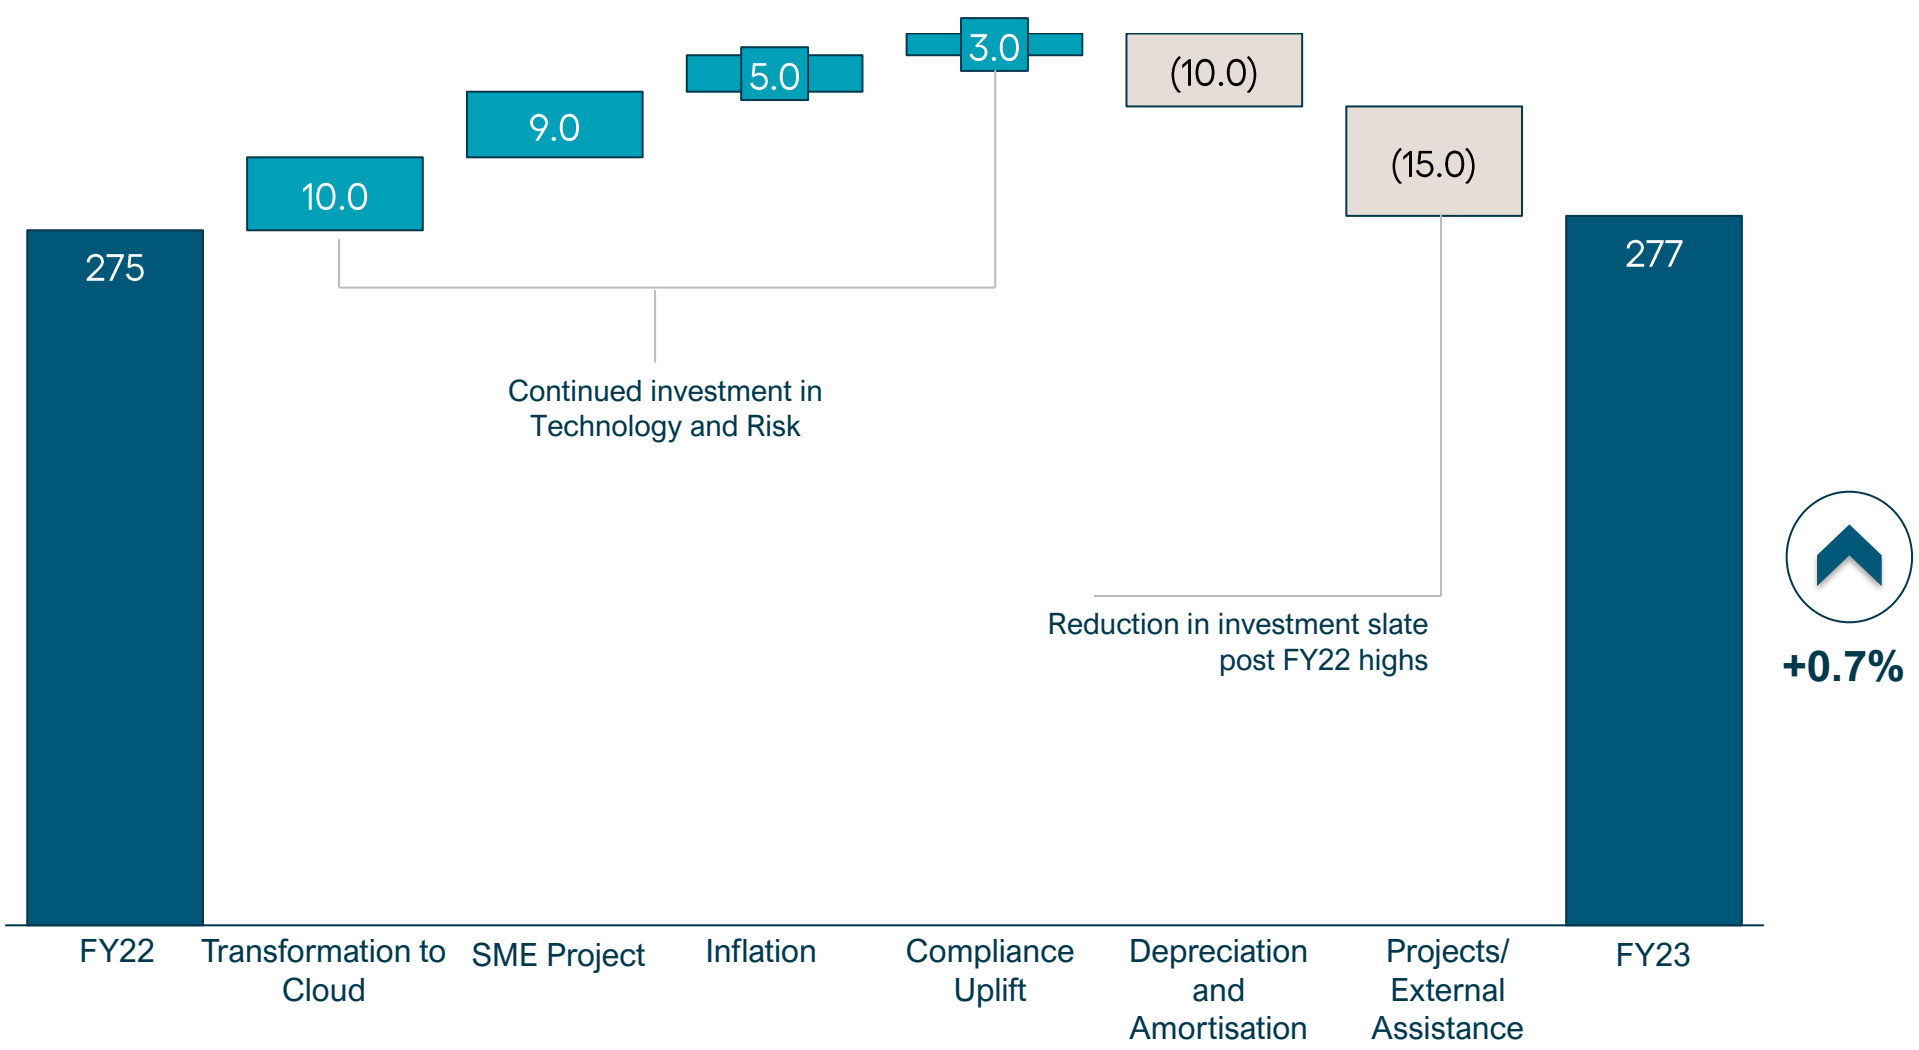 3.0
5.0
(10.0)
9.0
(15.0)
10.0
275
277
Continued investment in
Technology and Risk
Reduction in investment slate
post FY22 highs
+0.7%
FY22
Transformation to
Cloud
SME Project
Inflation
Compliance
Uplift
Depreciation
and
Amortisation
Projects/
External
Assistance
FY23